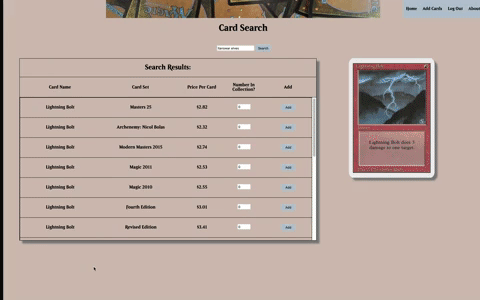 Home Add Cards Log Out About
Card Search
Search
Search Results:
Card Name Card Set Price Per Card Number In Collection? Add
Lightning Bolt Masters 25 $2.82 0 Add
Lightning Bolt Archenemy: Nicol Bolas $2.32 0 Add
Lightning Bolt Modern Masters 2015 $2.74 0 Add
Lightning Bolt Magic 2011 $2.53 0 Add
Lightning Bolt Magic 2010 $2.55 0 Add
Lightning Bolt Fourth Edition $3.01 0 Add
Lightning Bolt Revised Edition $3.41 0 Add
Lightning Bolt
Lightning Bolt does 3
damage to one target.